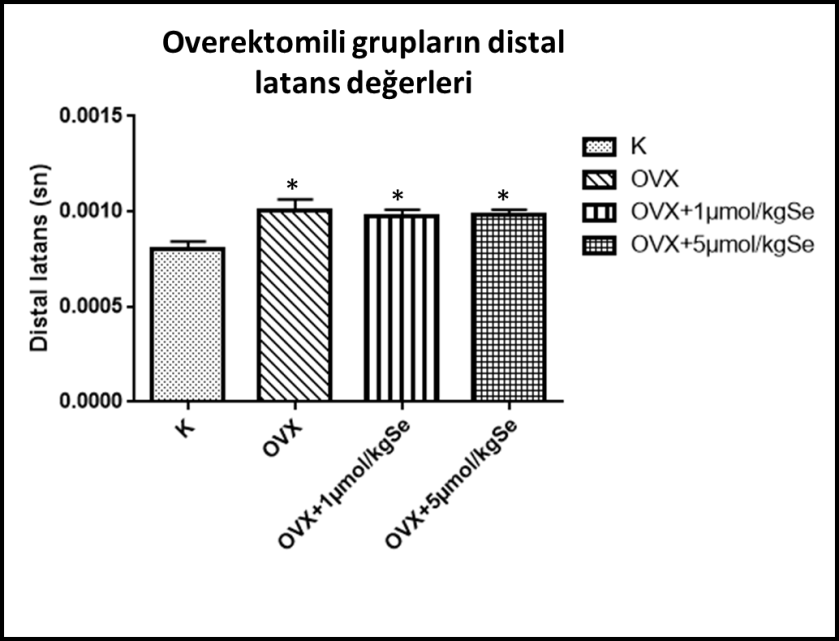 Overektomili grupların distal
latans değerleri
Distal latans (sn)
0.0015
0.0010
0.0005
0.0000
*
*
*
K
OVX
OVX+1µmol/kgSe
OVX+5µmol/kgSe
K
OVX
OVX+1µmol/kgSe
OVX+5µmol/kgSe